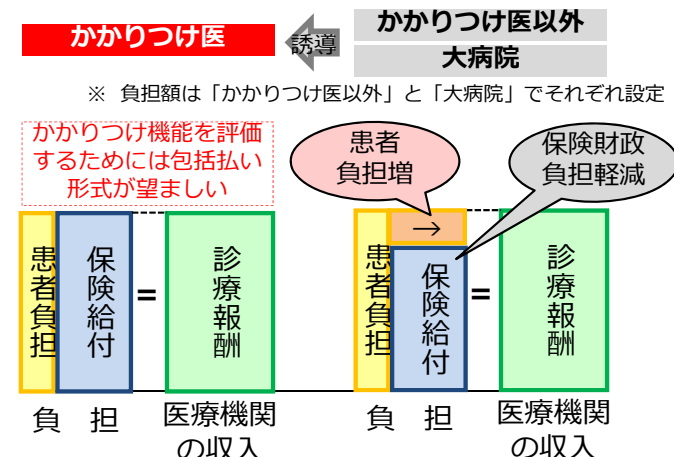 かかりつけ医
誘導
かかりつけ医以外
大病院
※ 負担額は「かかりつけ医以外」と「大病院」でそれぞれ設定
かかりつけ機能を評価
するためには包括払い
形式が望ましい
患者
負担増
保険財政
負担軽減
患者負担
保険給付
=
診療報酬
負 担
医療機関
の収入
→
患者負担
保険給付
=
診療報酬
負 担
医療機関
の収入